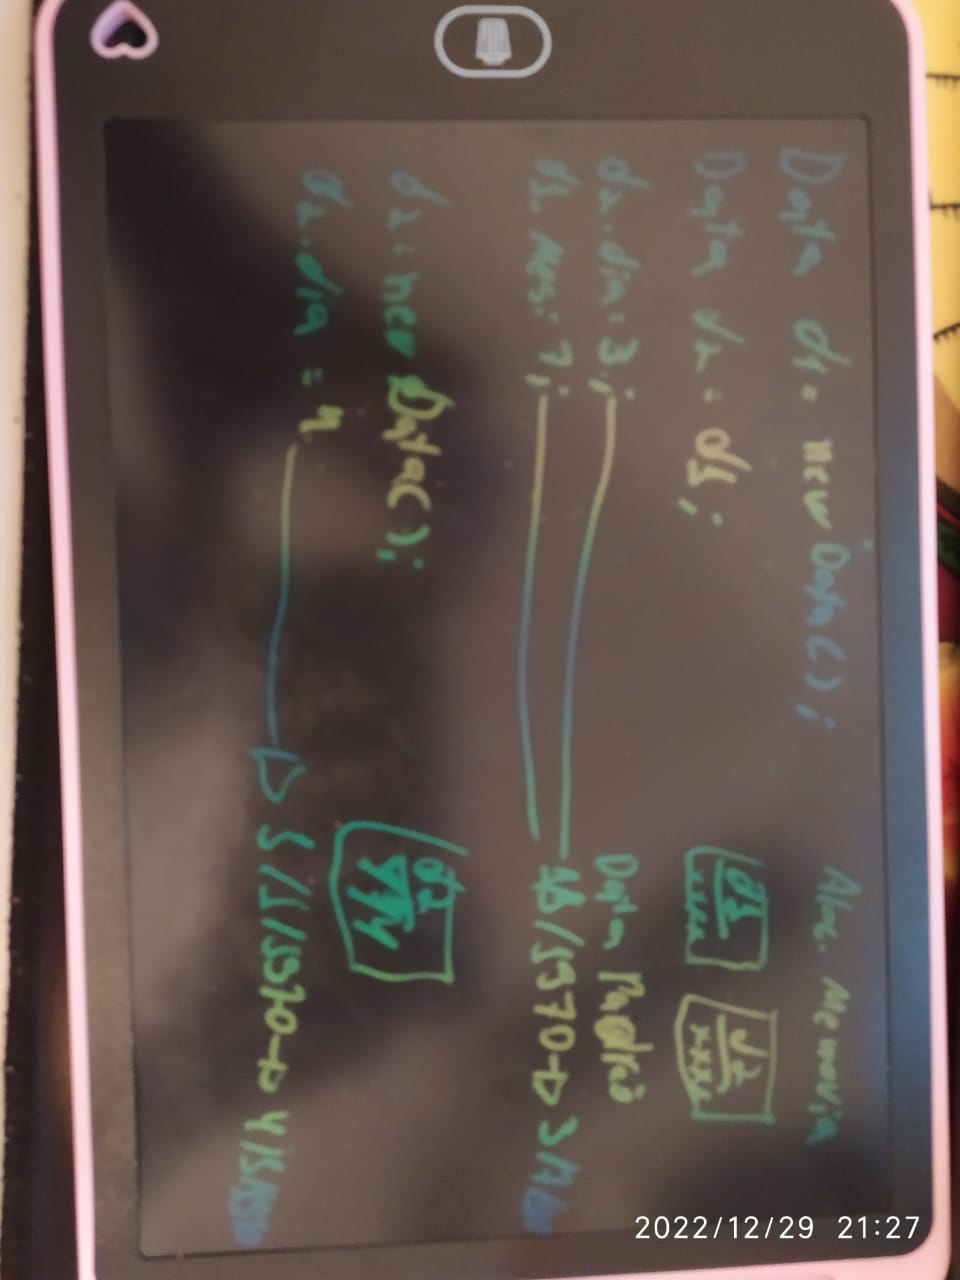 Data d1 = new Data();
Aloc. Memoria
Data d2 = d1;
d1
xxxx
d2
xxxx
d2.dia = 3;
Data Padrão
d1. Mes = 7;
1/1/1970 → 3/7/
d2 = new Data();
d2
yyyy
d2.dia = 4
1/1/1970 → 4/1/1970
2022/12/29 21:27